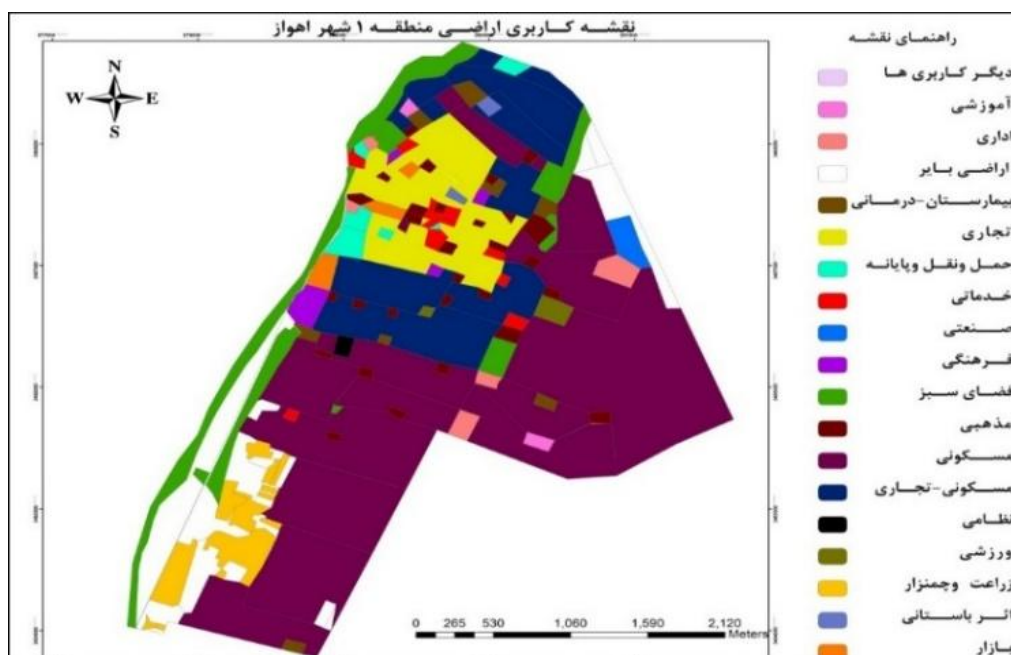 نقشه کاربری اراضی منطقه ۱ شهر اهواز
راهنمای نقشه
دیگر کاربری ها
آموزشی
اداری
اراضی بایر
بیمارستان-درمانی
تجاری
حمل ونقل وپایانه
خدماتی
صنعتی
فرهنگی
فضای سبز
مذهبی
مسکونی
مسکونی-تجاری
نظامی
ورزشی
زراعت وچمنزار
اثر باستانی
بازار
N
W E
S
0 265 530 1,060 1,590 2,120
Meters